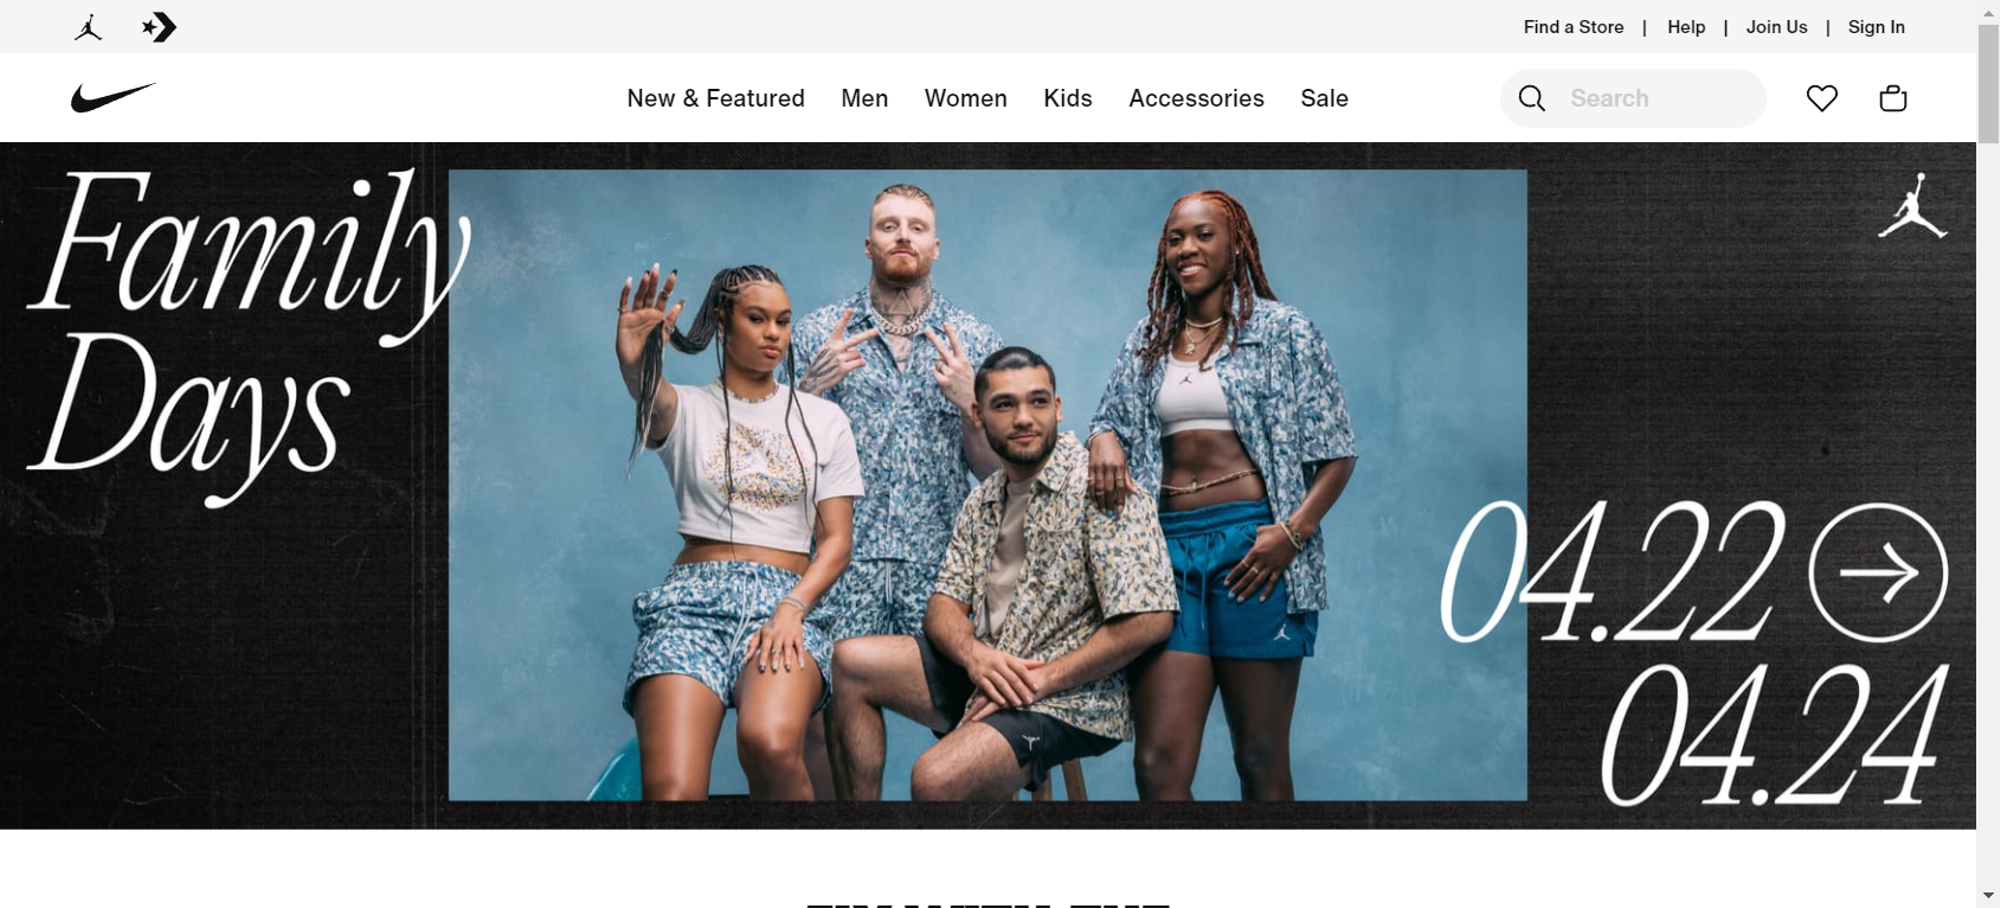 Find a Store | Help | Join Us | Sign In
New & Featured Men Women Kids Accessories Sale
Search
Family
Days
04.22
04.24